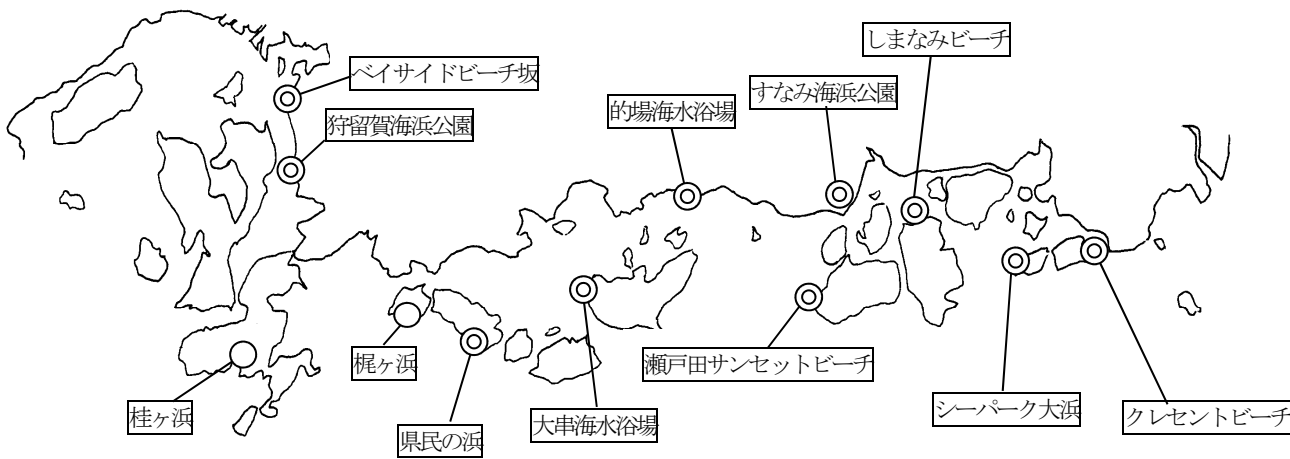 しまなみビーチ
ベイサイドビーチ坂
すなみ海浜公園
的場海水浴場
狩留賀海浜公園
梶ヶ浜
瀬戸田サンセットビーチ
桂ヶ浜
県民の浜
大串海水浴場
シーパーク大浜
クレセントビーチ